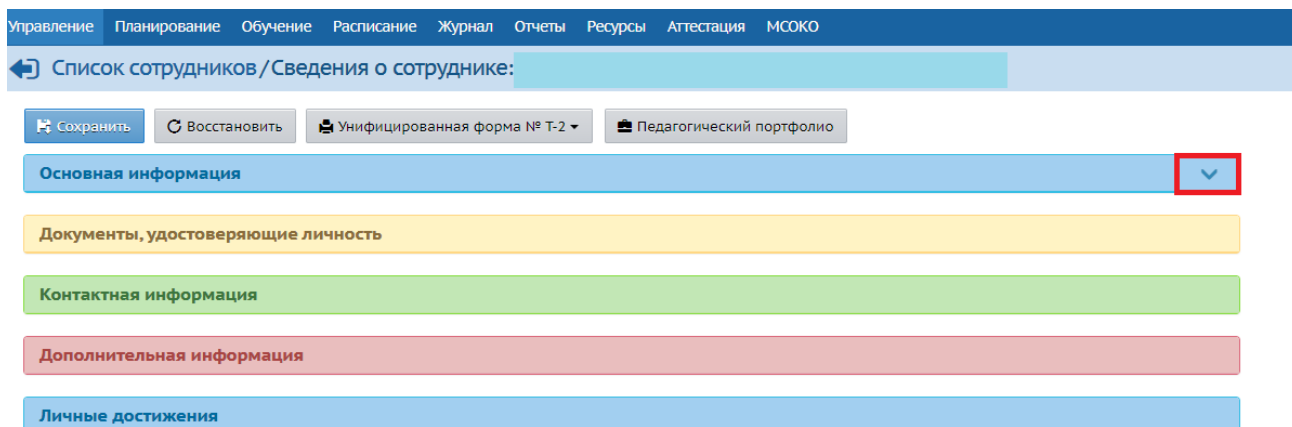 Управление Планирование Обучение Расписание Журнал Отчеты Ресурсы Аттестация МСОКО
Список сотрудников/Сведения о сотруднике:
Сохранить Восстановить Унифицированная форма № Т-2 Педагогический портфолио
Основная информация
Документы, удостоверяющие личность
Контактная информация
Дополнительная информация
Личные достижения